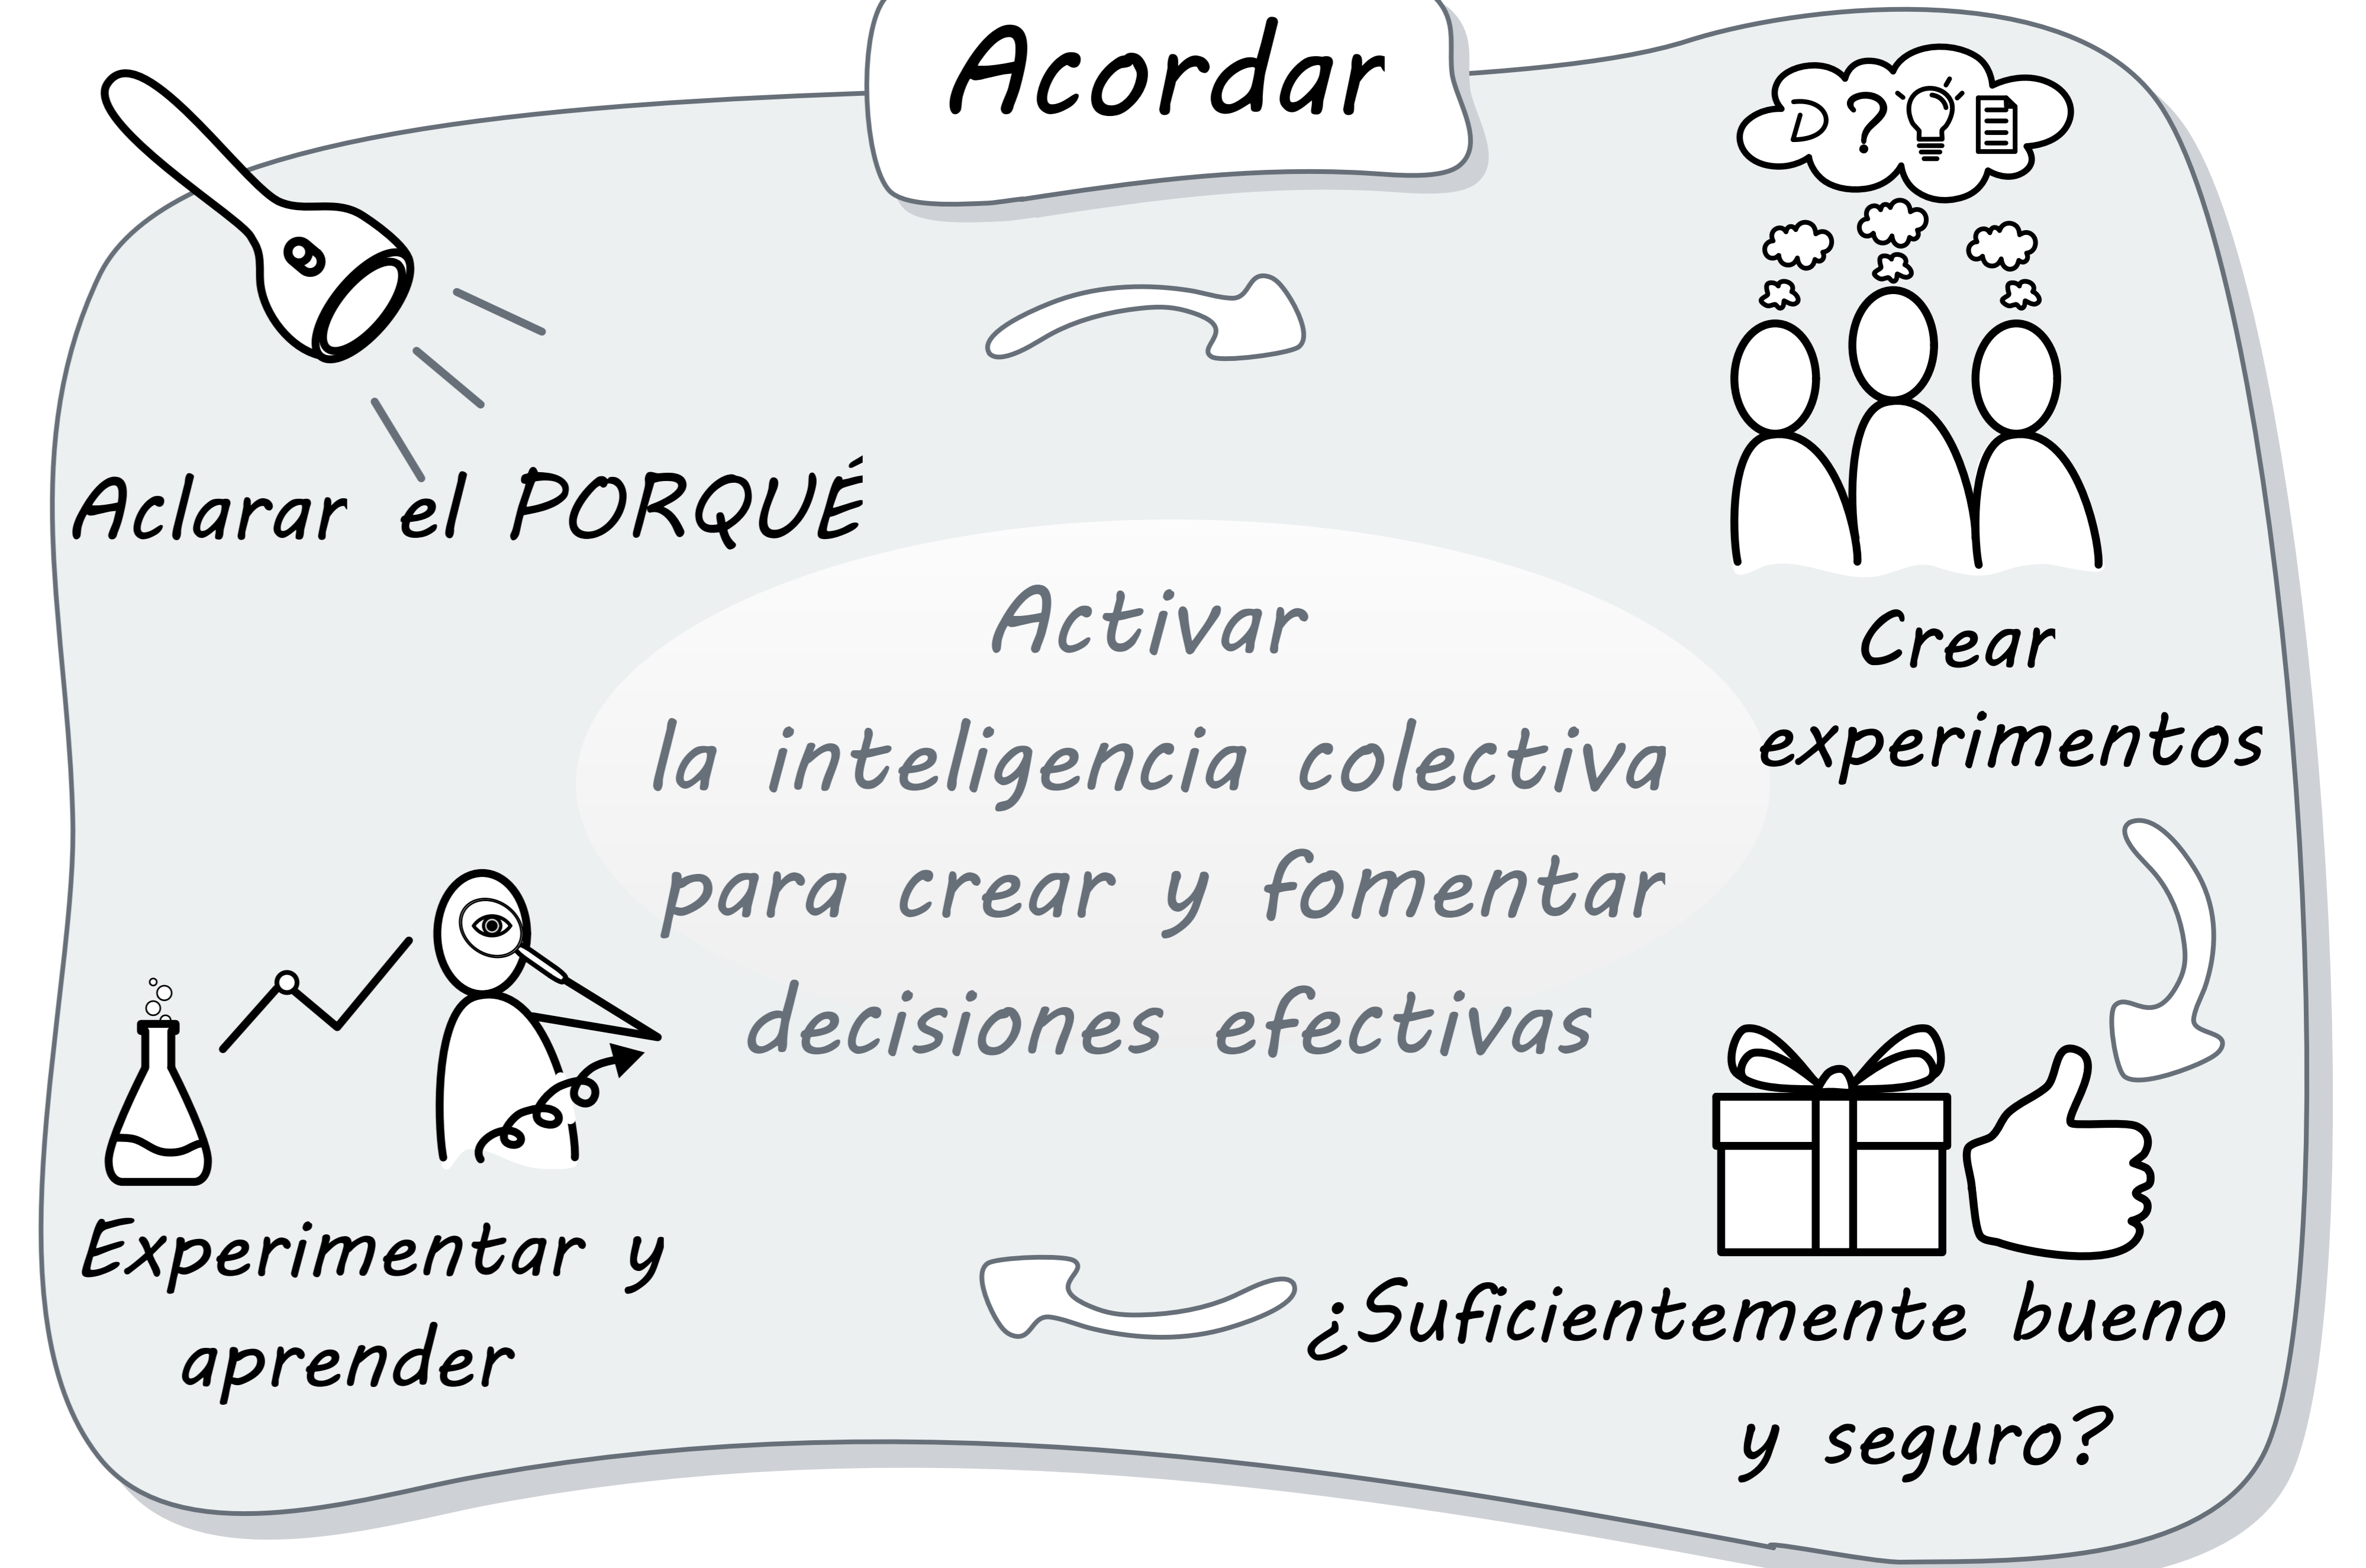 Acordar
Aclarar el PORQUÉ
Activar
la inteligencia colectiva
para crear y fomentar
decisiones efectivas
Crear
experimentos
¿Suficientemente bueno
y seguro?
Experimentar y
aprender